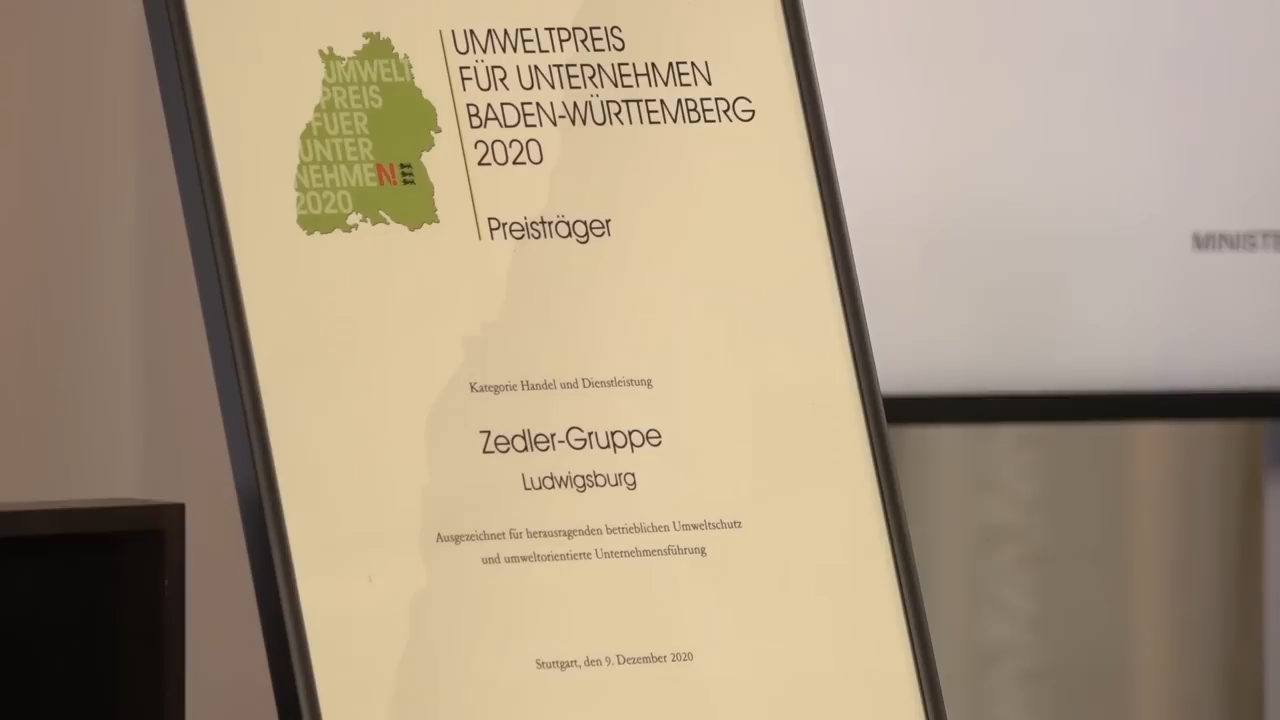 UMWELT
PREIS
FUER
UNTER
NEHMEN!
2020
UMWELTPREIS
FÜR UNTERNEHMEN
BADEN-WÜRTTEMBERG
2020
Preisträger
Kategorie Handel und Dienstleistung
Zedler-Gruppe
Ludwigsburg
Ausgezeichnet für herausragenden betrieblichen Umweltschutz
und umweltorientierte Unternehmensführung
Stuttgart, den 9. Dezember 2020